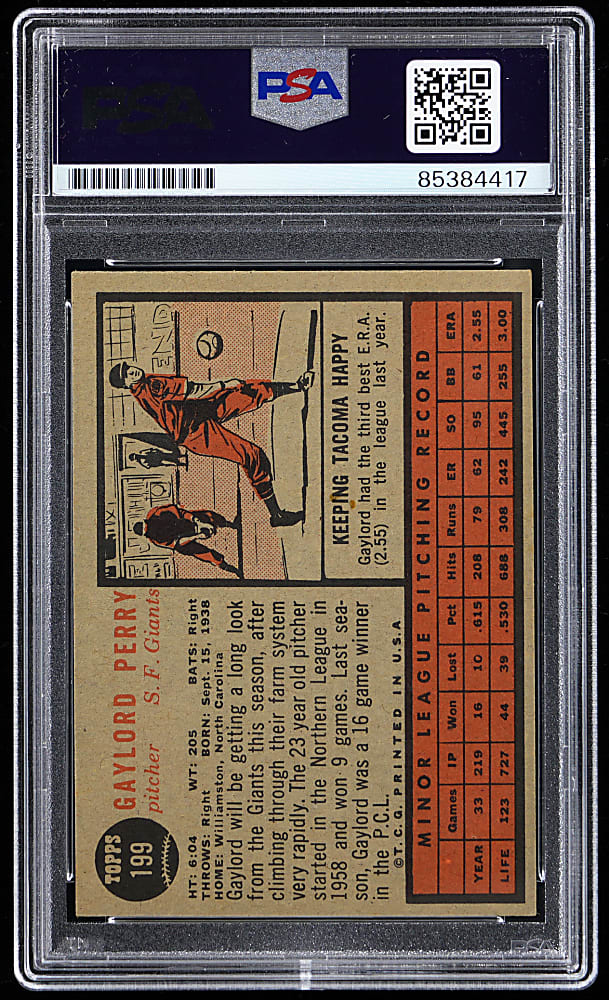 PSA
PSA
85384417
TOPPS
199
GAYLORD PERRY
pitcher S. F. Giants
HT: 6:04 WT: 205 BATS: Right
THROWS: Right BORN: Sept. 15, 1938
HOME: Williamston, North Carolina
Gaylord will be getting a long look
from the Giants this season, after
climbing through their farm system
very rapidly. The 23 year old pitcher
started in the Northern League in
1958 and won 9 games. Last sea-
son, Gaylord was a 16 game winner
in the P.C.L.
© T.C.G. PRINTED IN U.S.A.
END
KEEPING TACOMA HAPPY
Gaylord had the third best E.R.A.
(2.55) in the league last year.
MINOR LEAGUE PITCHING RECORD
Games IP Won Lost Pct Hits Runs ER SO BB ERA
YEAR 33 219 16 10 .615 208 79 62 95 61 2.55
LIFE 123 727 44 39 .530 688 308 242 445 255 3.00
PSA